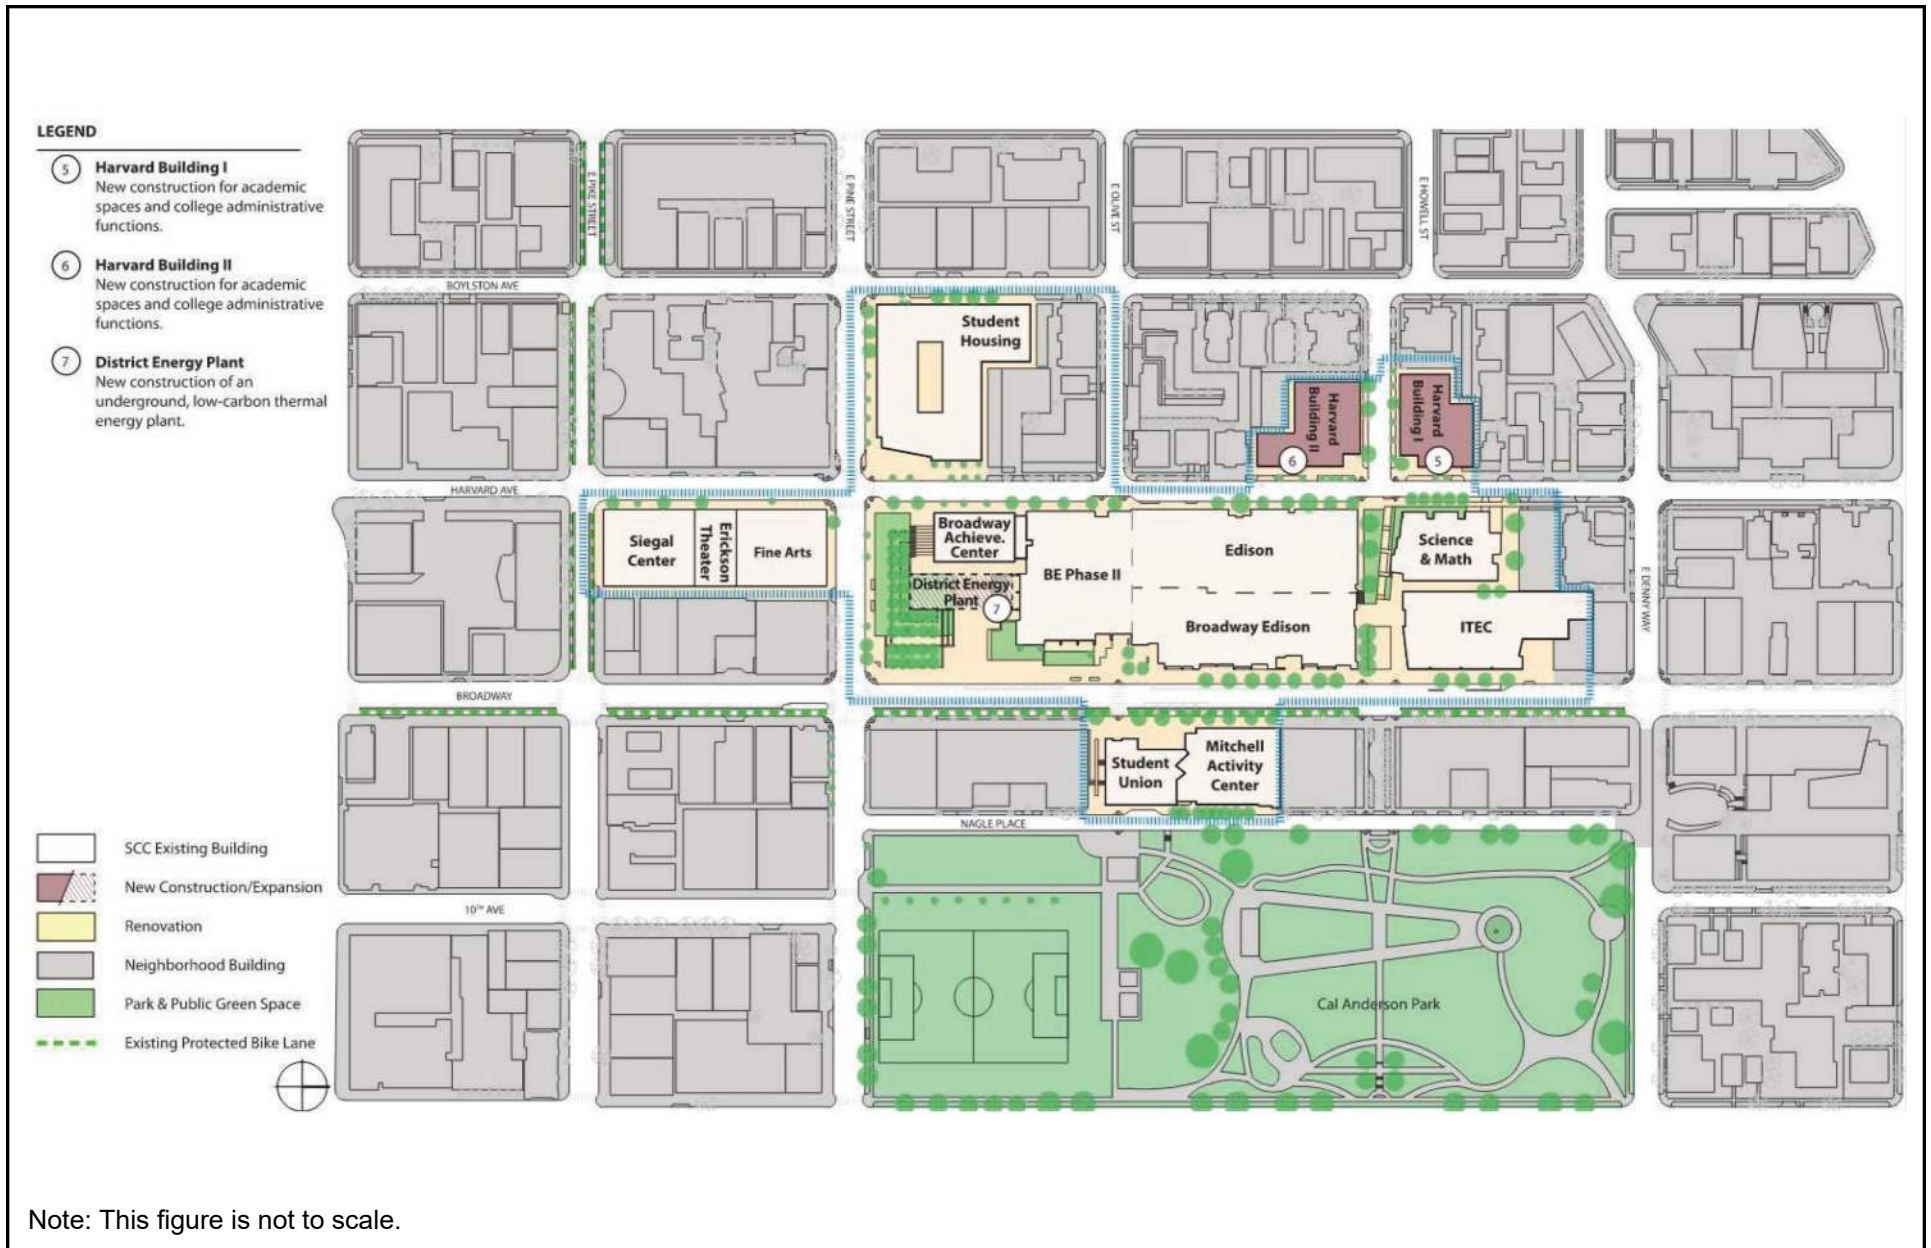 LEGEND
5
Harvard Building I
New construction for academic
spaces and college administrative
functions.
6
Harvard Building II
New construction for academic
spaces and college administrative
functions.
7
District Energy Plant
New construction of an
underground, low-carbon thermal
energy plant.
E PIKE STREET
E PINE STREET
E OLIVE ST
E HOWELL ST
BOYLSTON AVE
Student
Housing
Harvard
Building II
6
Harvard
Building I
5
HARVARD AVE
Siegal
Center
Erickson
Theater
Fine Arts
Broadway
Achieve.
Center
District Energy
Plant
7
BE Phase II
Edison
Broadway Edison
Science
& Math
ITEC
E DENNY WAY
BROADWAY
Student
Union
Mitchell
Activity
Center
NAGLE PLACE
Cal Anderson Park
10TH AVE
SCC Existing Building
New Construction/Expansion
Renovation
Neighborhood Building
Park & Public Green Space
Existing Protected Bike Lane
Note: This figure is not to scale.